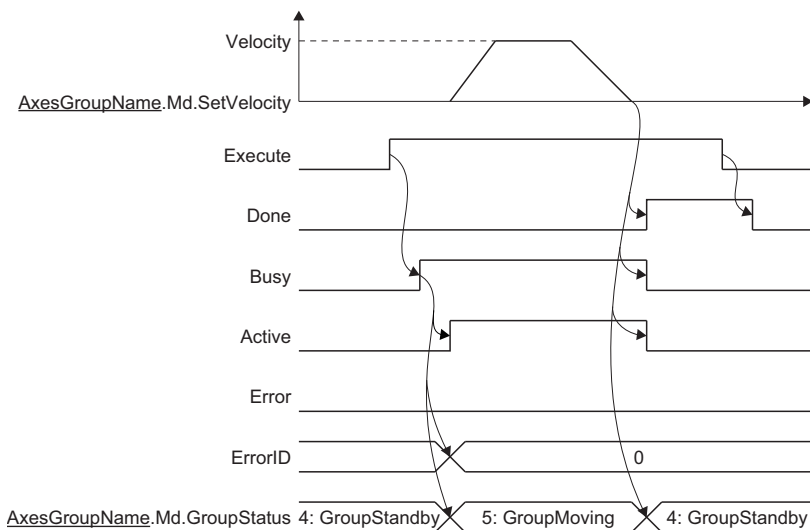 Velocity
AxesGroupName.Md.SetVelocity
Execute
Done
Busy
Active
Error
ErrorID 0
AxesGroupName.Md.GroupStatus 4: GroupStandby 5: GroupMoving 4: GroupStandby